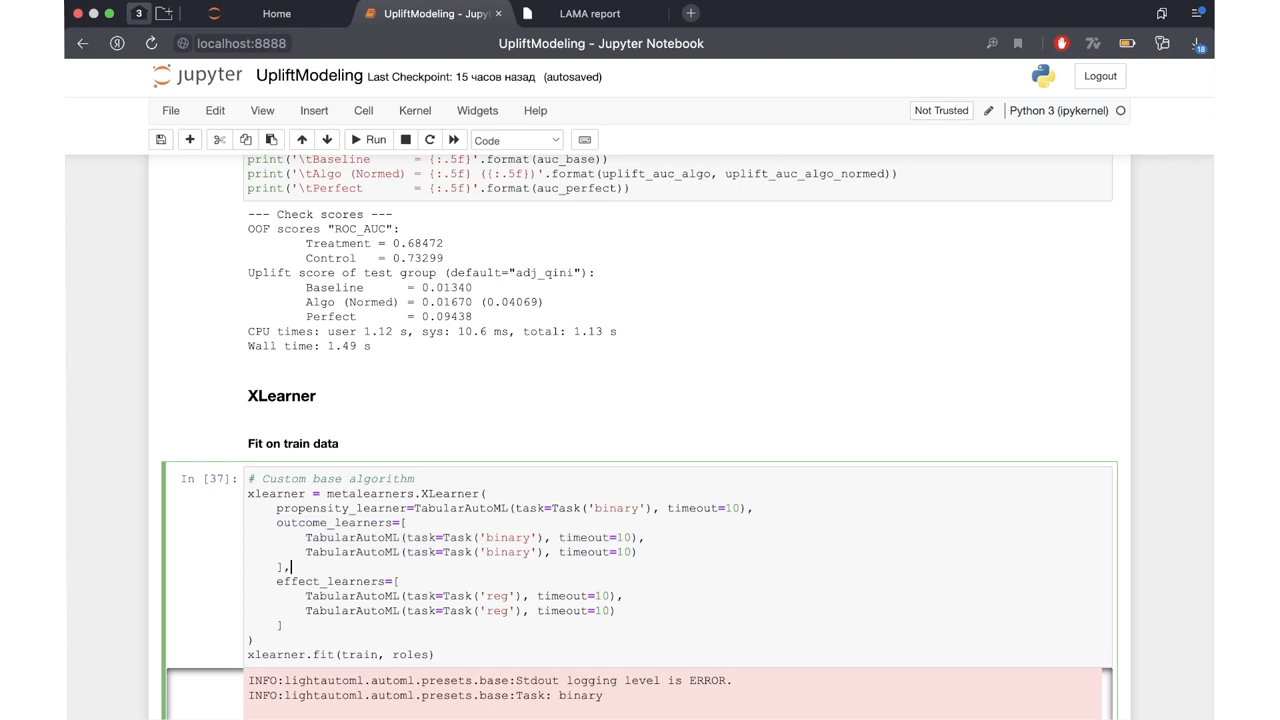 3
Home
UpliftModeling - Jupyt
LAMA report
localhost:8888
UpliftModeling - Jupyter Notebook
18
jupyter UpliftModeling Last Checkpoint: 15 часов назад (autosaved)
Logout
File Edit View Insert Cell Kernel Widgets Help
Not Trusted
Python 3 (ipykernel)
Run
Code
print('\tBaseline      = {:.5f}'.format(auc_base))
print('\tAlgo (Normed) = {:.5f} ({:.5f})'.format(uplift_auc_algo, uplift_auc_algo_normed))
print('\tPerfect       = {:.5f}'.format(auc_perfect))
--- Check scores ---
OOF scores "ROC_AUC":
        Treatment = 0.68472
        Control   = 0.73299
Uplift score of test group (default="adj_qini"):
        Baseline      = 0.01340
        Algo (Normed) = 0.01670 (0.04069)
        Perfect       = 0.09438
CPU times: user 1.12 s, sys: 10.6 ms, total: 1.13 s
Wall time: 1.49 s
XLearner
Fit on train data
In [37]:
# Custom base algorithm
xlearner = metalearners.XLearner(
    propensity_learner=TabularAutoML(task=Task('binary'), timeout=10),
    outcome_learners=[
        TabularAutoML(task=Task('binary'), timeout=10),
        TabularAutoML(task=Task('binary'), timeout=10)
    ],
    effect_learners=[
        TabularAutoML(task=Task('reg'), timeout=10),
        TabularAutoML(task=Task('reg'), timeout=10)
    ]
)
xlearner.fit(train, roles)
INFO:lightautoml.automl.presets.base:Stdout logging level is ERROR.
INFO:lightautoml.automl.presets.base:Task: binary